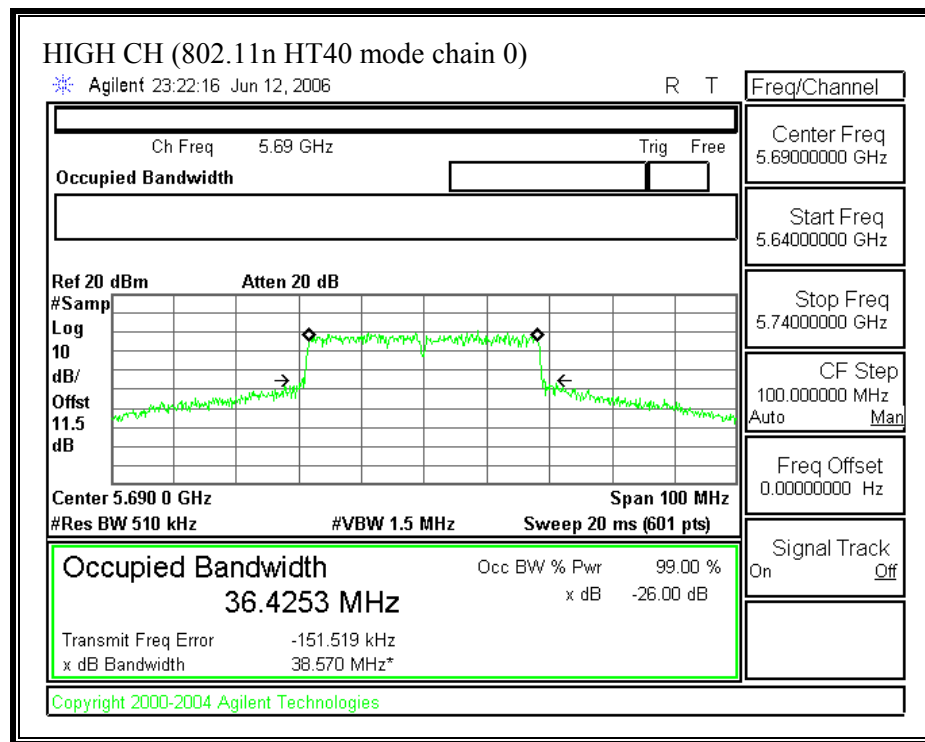 HIGH CH (802.11n HT40 mode chain 0)
Agilent 23:22:16 Jun 12, 2006 R T
Ch Freq 5.69 GHz Trig Free
Occupied Bandwidth
Ref 20 dBm Atten 20 dB
#Samp
Log
10
dB/
Offst
11.5
dB
Center 5.690 0 GHz Span 100 MHz
#Res BW 510 kHz #VBW 1.5 MHz Sweep 20 ms (601 pts)
Occupied Bandwidth Occ BW % Pwr 99.00 %
36.4253 MHz x dB -26.00 dB
Transmit Freq Error -151.519 kHz
x dB Bandwidth 38.570 MHz*
Copyright 2000-2004 Agilent Technologies
Freq/Channel
Center Freq
5.69000000 GHz
Start Freq
5.64000000 GHz
Stop Freq
5.74000000 GHz
CF Step
100.000000 MHz
Auto Man
Freq Offset
0.00000000 Hz
Signal Track
On Off